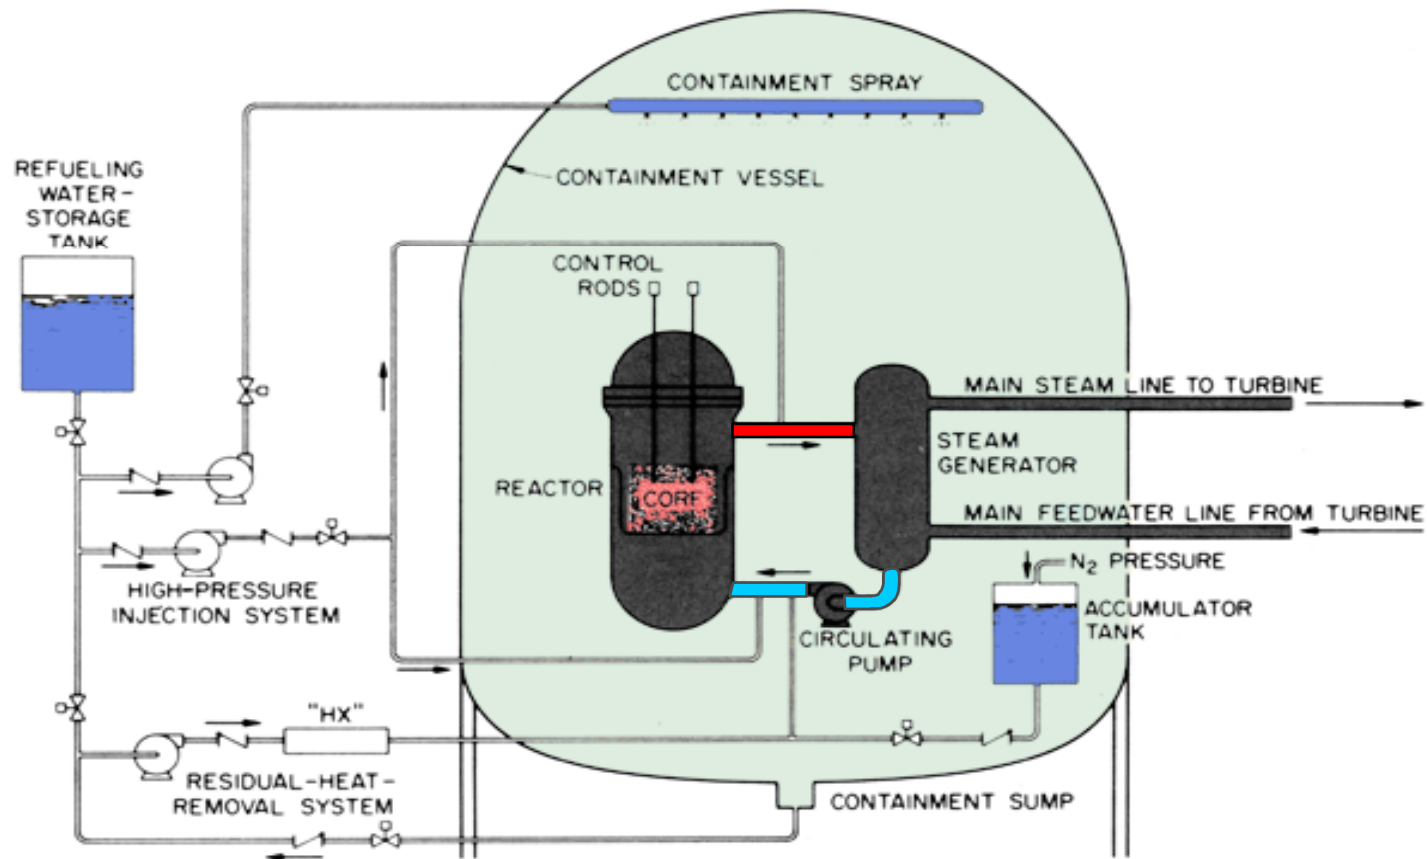 CONTAINMENT SPRAY
REFUELING
WATER-
STORAGE
TANK
CONTAINMENT VESSEL
CONTROL
RODS
MAIN STEAM LINE TO TURBINE
STEAM
GENERATOR
REACTOR
CORE
MAIN FEEDWATER LINE FROM TURBINE
N₂ PRESSURE
HIGH-PRESSURE
INJECTION SYSTEM
ACCUMULATOR
TANK
CIRCULATING
PUMP
"HX"
RESIDUAL-HEAT-
REMOVAL SYSTEM
CONTAINMENT SUMP